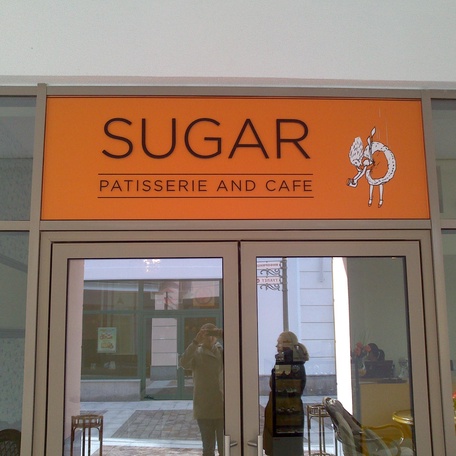 SUGAR
PATISSERIE AND CAFE